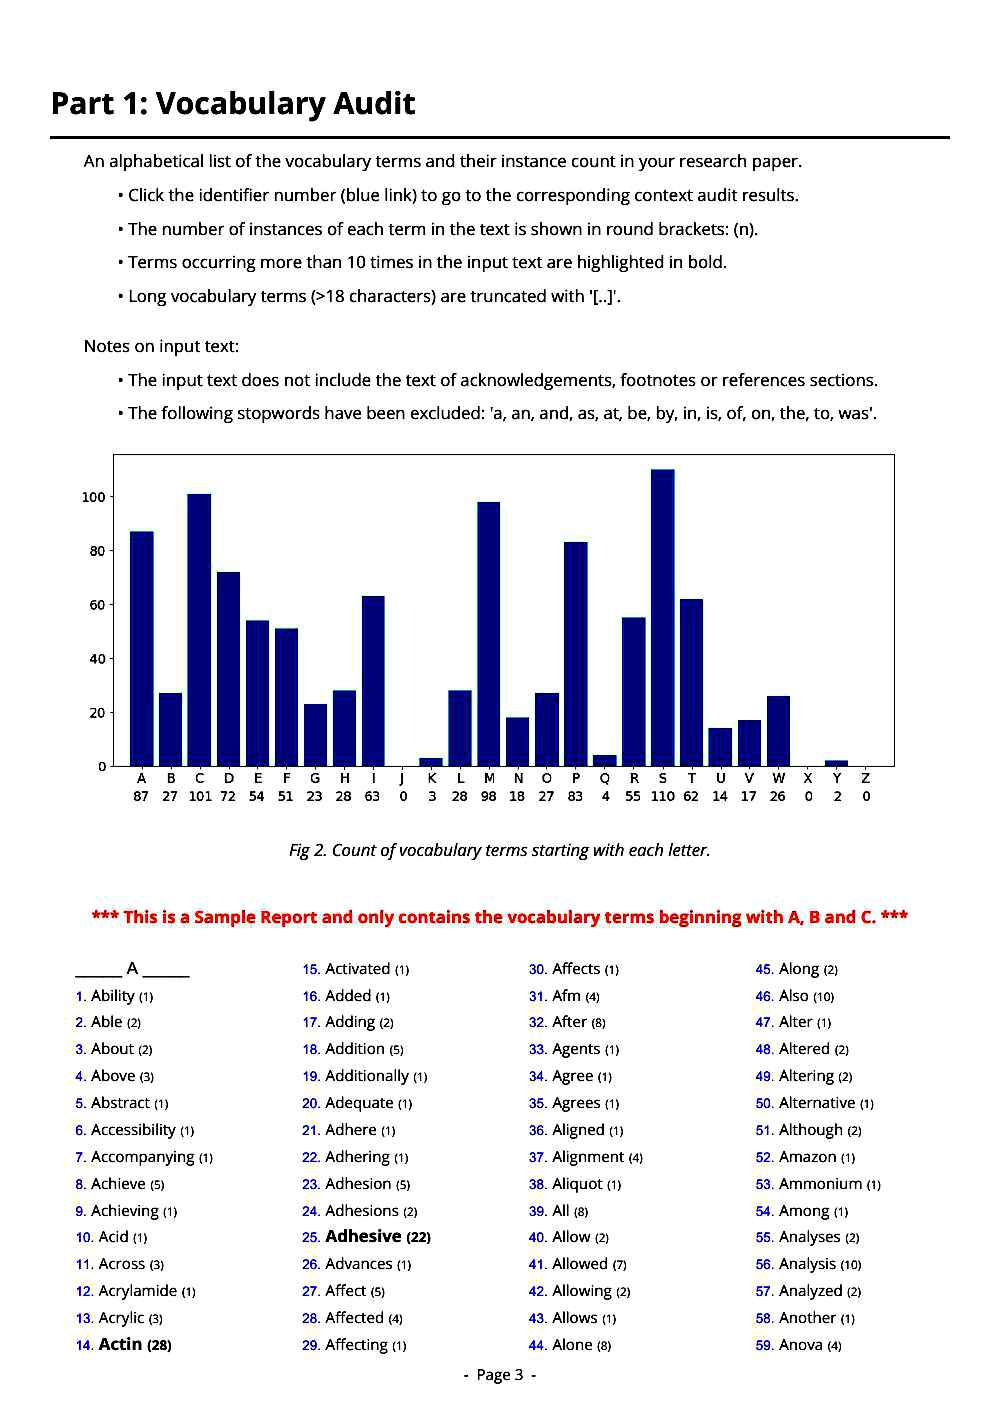 Part 1: Vocabulary Audit
An alphabetical list of the vocabulary terms and their instance count in your research paper.
• Click the identifier number (blue link) to go to the corresponding context audit results.
• The number of instances of each term in the text is shown in round brackets: (n).
• Terms occurring more than 10 times in the input text are highlighted in bold.
• Long vocabulary terms (>18 characters) are truncated with '[..]'.
Notes on input text:
• The input text does not include the text of acknowledgements, footnotes or references sections.
• The following stopwords have been excluded: 'a, an, and, as, at, be, by, in, is, of, on, the, to, was'.
100
80
60
40
20
0
A B C D E F G H I J K L M N O P Q R S T U V W X Y Z
87 27 101 72 54 51 23 28 63 0 3 28 98 18 27 83 4 55 110 62 14 17 26 0 2 0
Fig 2. Count of vocabulary terms starting with each letter.
*** This is a Sample Report and only contains the vocabulary terms beginning with A, B and C. ***
______ A ______
1. Ability (1)
2. Able (2)
3. About (2)
4. Above (3)
5. Abstract (1)
6. Accessibility (1)
7. Accompanying (1)
8. Achieve (5)
9. Achieving (1)
10. Acid (1)
11. Across (3)
12. Acrylamide (1)
13. Acrylic (3)
14. Actin (28)
15. Activated (1)
16. Added (1)
17. Adding (2)
18. Addition (5)
19. Additionally (1)
20. Adequate (1)
21. Adhere (1)
22. Adhering (1)
23. Adhesion (5)
24. Adhesions (2)
25. Adhesive (22)
26. Advances (1)
27. Affect (5)
28. Affected (4)
29. Affecting (1)
30. Affects (1)
31. Afm (4)
32. After (8)
33. Agents (1)
34. Agree (1)
35. Agrees (1)
36. Aligned (1)
37. Alignment (4)
38. Aliquot (1)
39. All (8)
40. Allow (2)
41. Allowed (7)
42. Allowing (2)
43. Allows (1)
44. Alone (8)
45. Along (2)
46. Also (10)
47. Alter (1)
48. Altered (2)
49. Altering (2)
50. Alternative (1)
51. Although (2)
52. Amazon (1)
53. Ammonium (1)
54. Among (1)
55. Analyses (2)
56. Analysis (10)
57. Analyzed (2)
58. Another (1)
59. Anova (4)
- Page 3 -